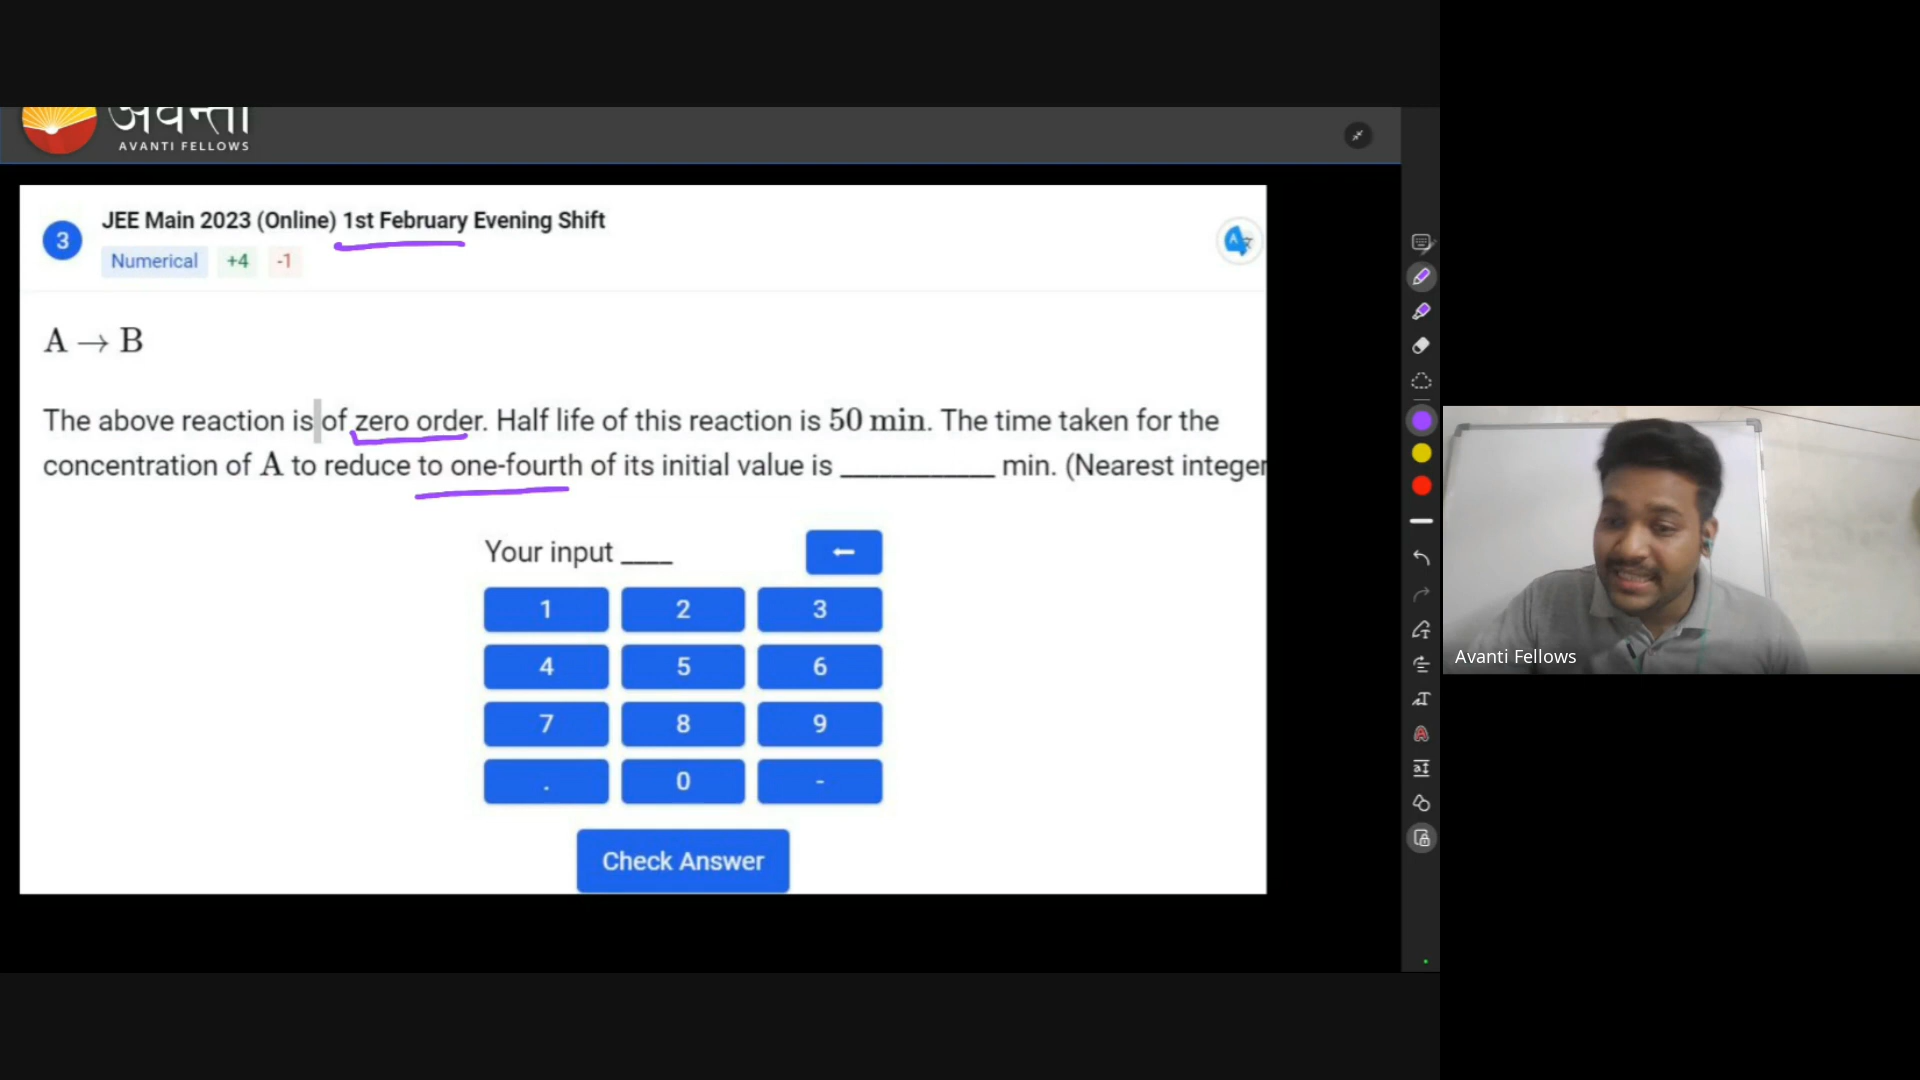 अवन्ती
AVANTI FELLOWS
3
JEE Main 2023 (Online) 1st February Evening Shift
Numerical +4 -1
A → B
The above reaction is of zero order. Half life of this reaction is 50 min. The time taken for the
concentration of A to reduce to one-fourth of its initial value is ____________ min. (Nearest integer
Your input ____
1 2 3
4 5 6
7 8 9
. 0 -
Check Answer
Avanti Fellows